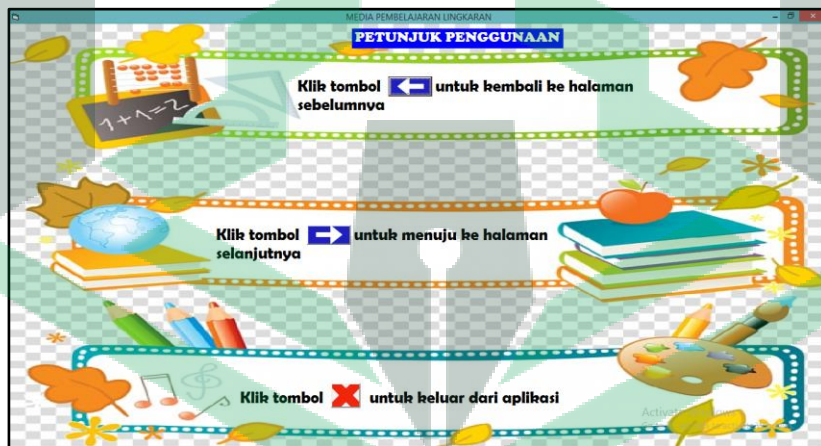 MEDIA PEMBELAJARAN LINGKARAN
PETUNJUK PENGGUNAAN
Klik tombol untuk kembali ke halaman
sebelumnya
1+1=2
Klik tombol untuk menuju ke halaman
selanjutnya
Klik tombol untuk keluar dari aplikasi